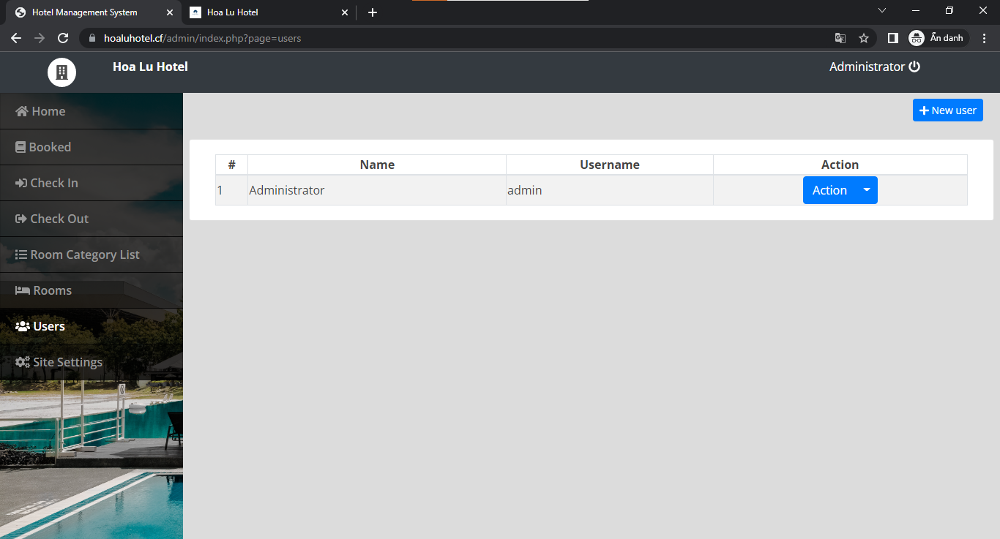 Hotel Management System
Hoa Lu Hotel
hoaluhotel.cf/admin/index.php?page=users
Ẩn danh
Hoa Lu Hotel
Administrator
Home
Booked
Check In
Check Out
Room Category List
Rooms
Users
Site Settings
New user
# Name Username Action
1 Administrator admin Action